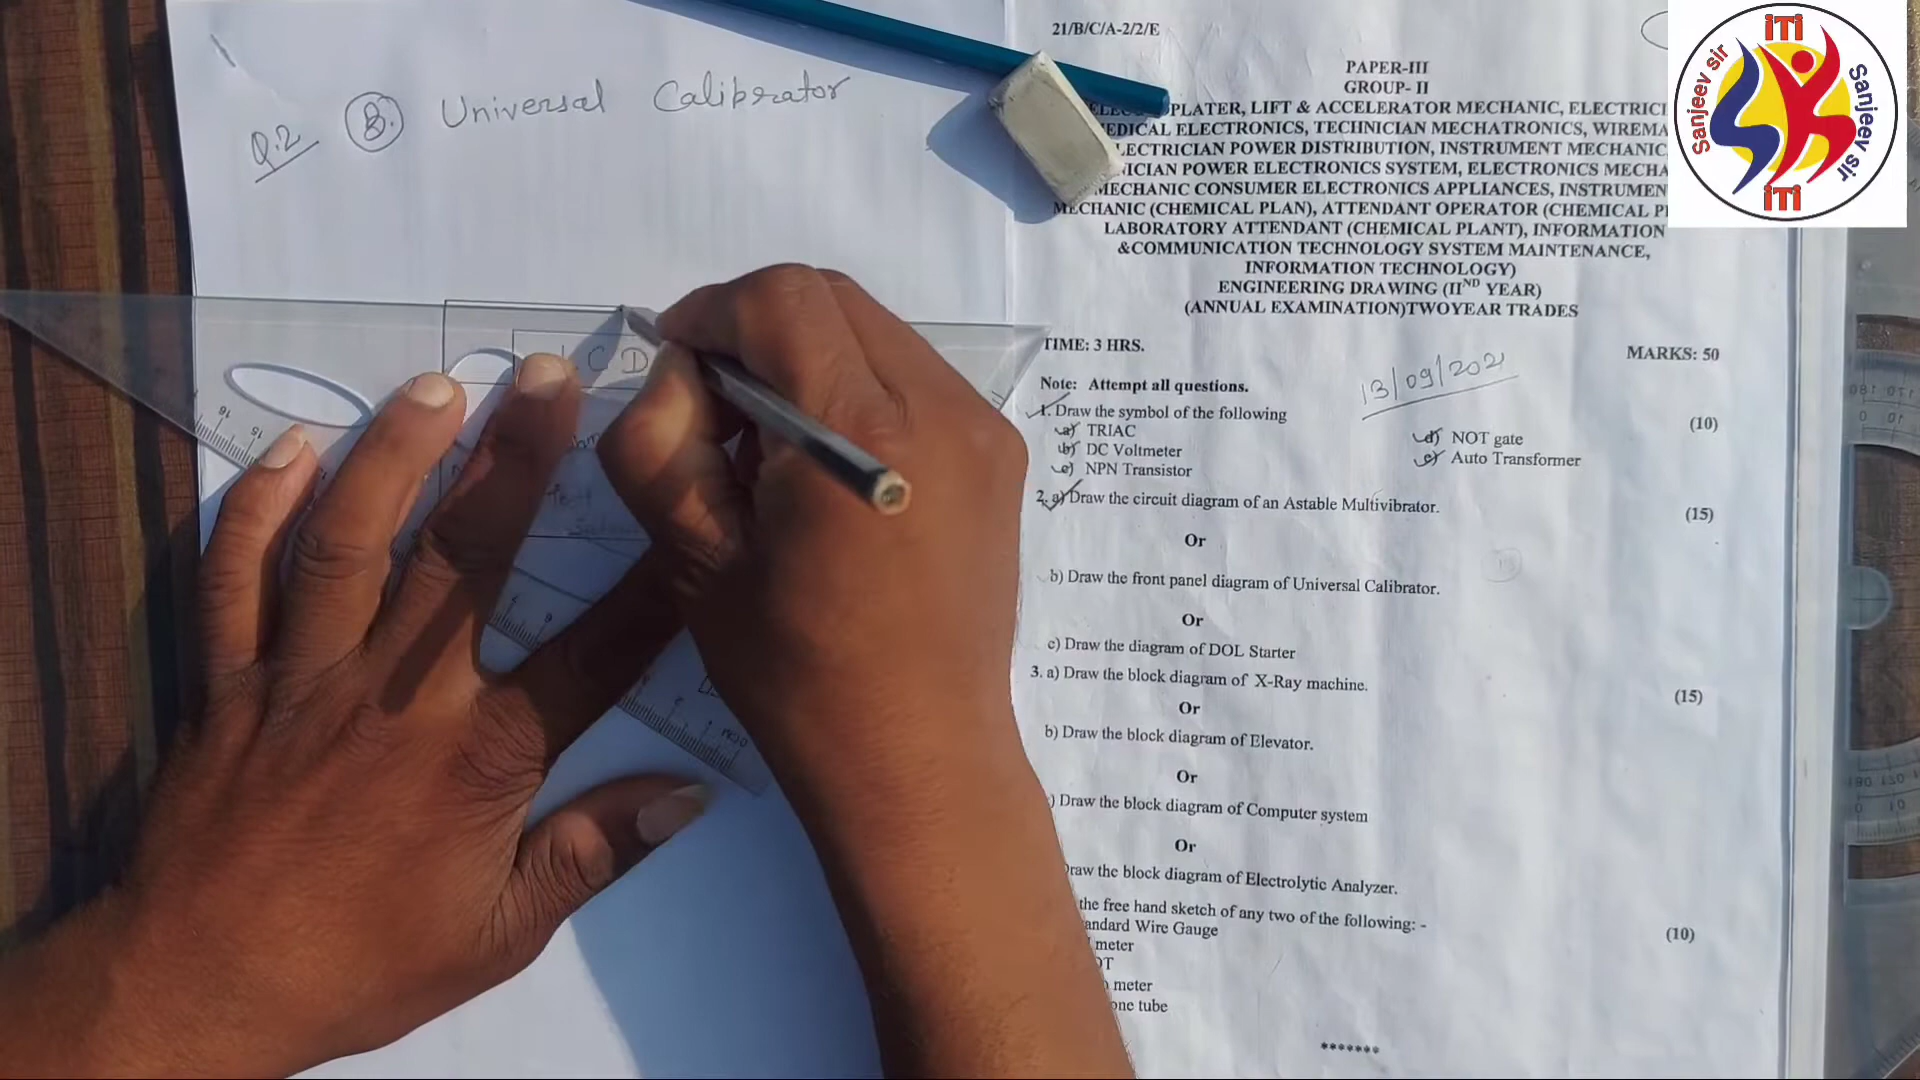 Q.2 B. Universal Calibrator
LCD
21/B/C/A-2/2/E
PAPER-III
GROUP- II
PLATER, LIFT & ACCELERATOR MECHANIC,
EDICAL ELECTRONICS, TECHNICIAN MECHATRONICS,
LECTRICIAN POWER DISTRIBUTION, INSTRUMENT MECHANIC
NICIAN POWER ELECTRONICS SYSTEM, ELECTRONICS MECHA
MECHANIC CONSUMER ELECTRONICS APPLIANCES, INSTRUMEN
MECHANIC (CHEMICAL PLAN), ATTENDANT OPERATOR (CHEMICAL
LABORATORY ATTENDANT (CHEMICAL PLANT), INFORMATION
&COMMUNICATION TECHNOLOGY SYSTEM MAINTENANCE,
INFORMATION TECHNOLOGY)
ENGINEERING DRAWING (IIND YEAR)
(ANNUAL EXAMINATION)TWOYEAR TRADES
TIME: 3 HRS. MARKS: 50
13/09/2021
Note: Attempt all questions.
1. Draw the symbol of the following (10)
a) TRIAC d) NOT gate
b) DC Voltmeter e) Auto Transformer
c) NPN Transistor
2. a) Draw the circuit diagram of an Astable Multivibrator. (15)
Or
b) Draw the front panel diagram of Universal Calibrator.
Or
c) Draw the diagram of DOL Starter
3. a) Draw the block diagram of X-Ray machine. (15)
Or
b) Draw the block diagram of Elevator.
Or
) Draw the block diagram of Computer system
Or
Draw the block diagram of Electrolytic Analyzer.
the free hand sketch of any two of the following: -
andard Wire Gauge (10)
meter
meter
one tube
*******
iTi
Sanjeev sir
Sanjeev sir
iTi